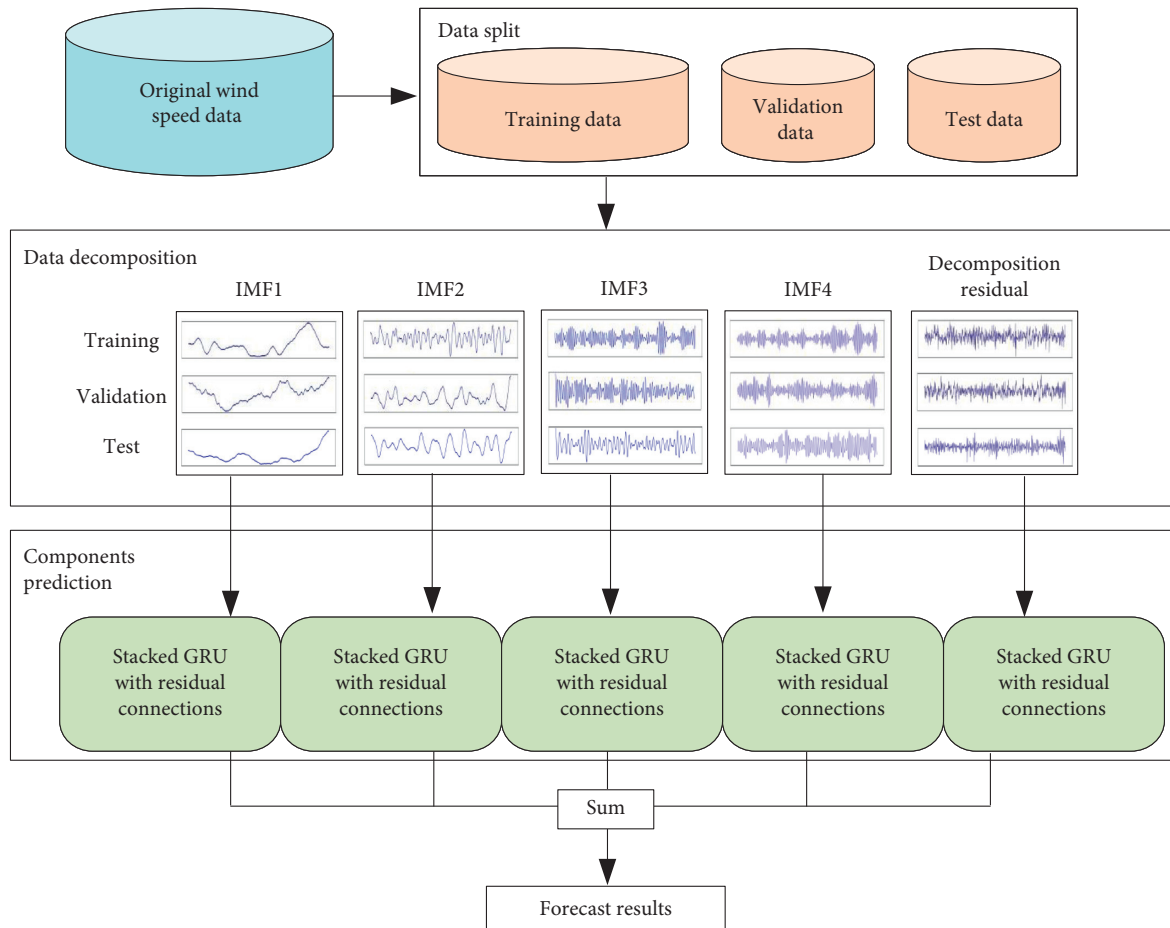 Original wind
speed data
Data split
Training data
Validation
data
Test data
Data decomposition
IMF1
IMF2
IMF3
IMF4
Decomposition
residual
Training
Validation
Test
Components
prediction
Stacked GRU
with residual
connections
Stacked GRU
with residual
connections
Stacked GRU
with residual
connections
Stacked GRU
with residual
connections
Stacked GRU
with residual
connections
Sum
Forecast results